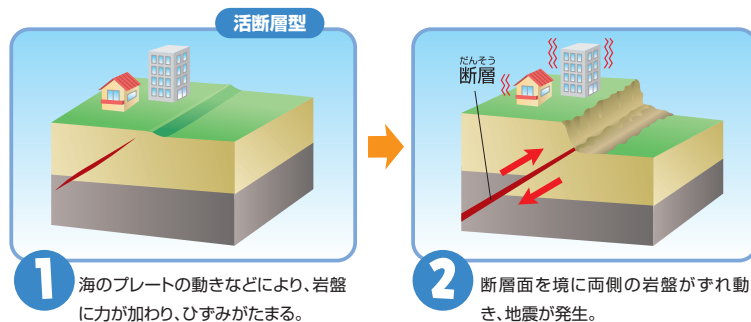 活断層型
1
海のプレートの動きなどにより、岩盤
に力が加わり、ひずみがたまる。
だんそう
断層
2
断層面を境に両側の岩盤がずれ動
き、地震が発生。